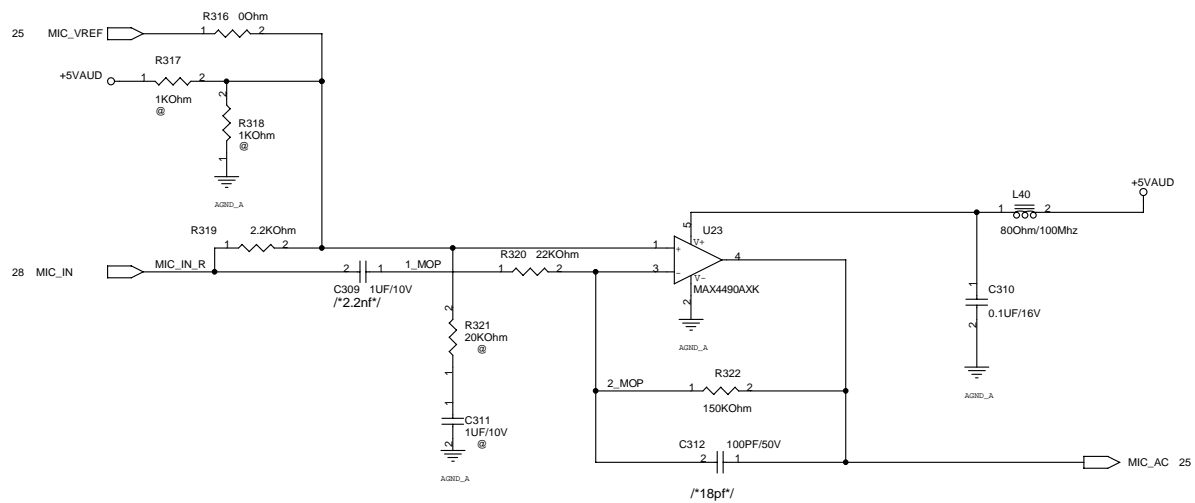 R316 0Ohm
25 MIC_VREF 1 2
R317
+5VAUD 1 2
1KOhm
@
2
R318
1KOhm
@
1
AGND_A
+5VAUD
L40
1 2
80Ohm/100Mhz
R319 2.2KOhm
1 2
5
U23
V+
28 MIC_IN MIC_IN_R
2 1 1_MOP
C309 1UF/10V
/*2.2nf*/
R320 22KOhm
1 2
1 +
3 -
4
V-
MAX4490AXK
2
AGND_A
1
C310
0.1UF/16V
2
AGND_A
2
R321
20KOhm
@
1
1
C311
1UF/10V
@
2
AGND_A
R322
2_MOP 1 2
150KOhm
C312 100PF/50V
2 1
/*18pf*/
MIC_AC 25